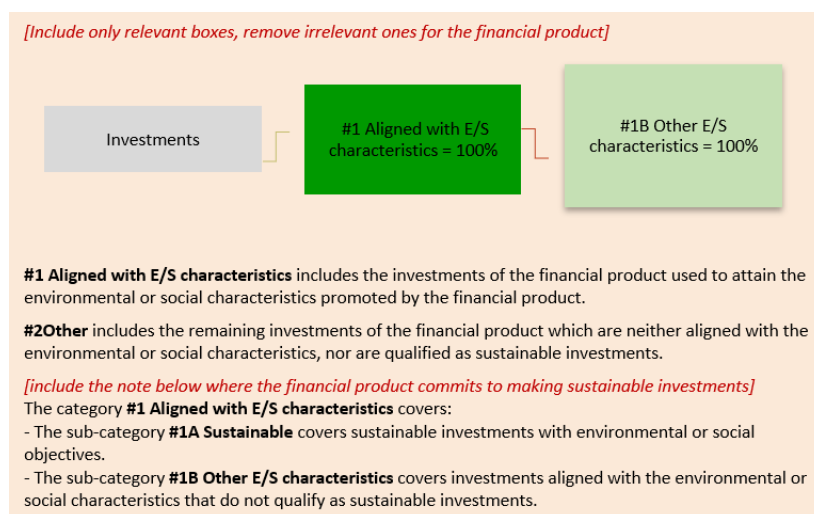 [Include only relevant boxes, remove irrelevant ones for the financial product]
Investments
#1 Aligned with E/S
characteristics = 100%
#1B Other E/S
characteristics = 100%
#1 Aligned with E/S characteristics includes the investments of the financial product used to attain the
environmental or social characteristics promoted by the financial product.
#2Other includes the remaining investments of the financial product which are neither aligned with the
environmental or social characteristics, nor are qualified as sustainable investments.
[include the note below where the financial product commits to making sustainable investments]
The category #1 Aligned with E/S characteristics covers:
- The sub-category #1A Sustainable covers sustainable investments with environmental or social
objectives.
- The sub-category #1B Other E/S characteristics covers investments aligned with the environmental or
social characteristics that do not qualify as sustainable investments.